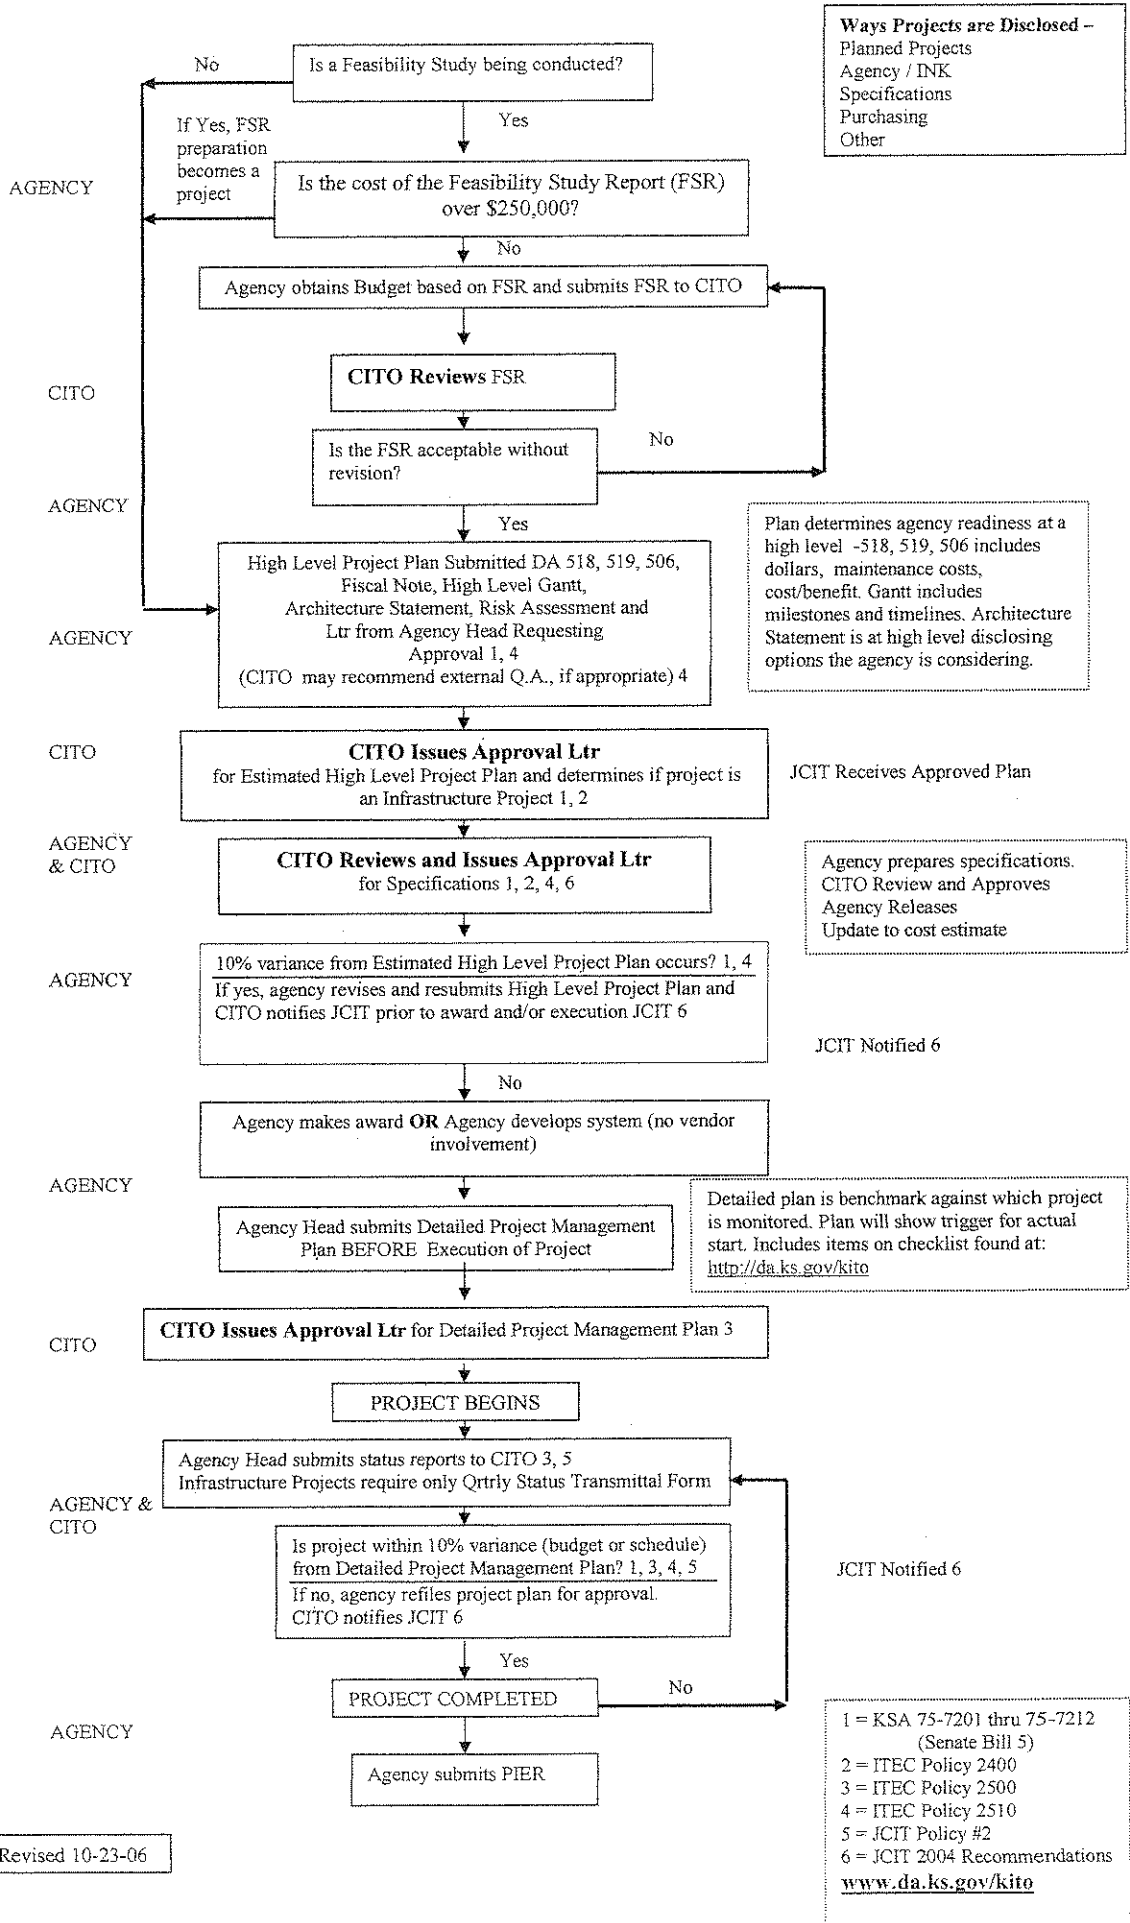 Ways Projects are Disclosed –
Planned Projects
Agency / INK
Specifications
Purchasing
Other
No
Is a Feasibility Study being conducted?
Yes
If Yes, FSR
preparation
becomes a
project
AGENCY
Is the cost of the Feasibility Study Report (FSR)
over $250,000?
No
Agency obtains Budget based on FSR and submits FSR to CITO
CITO
CITO Reviews FSR
No
Is the FSR acceptable without
revision?
AGENCY
Yes
High Level Project Plan Submitted DA 518, 519, 506,
Fiscal Note, High Level Gantt,
Architecture Statement, Risk Assessment and
Ltr from Agency Head Requesting
Approval 1, 4
(CITO may recommend external Q.A., if appropriate) 4
AGENCY
Plan determines agency readiness at a
high level -518, 519, 506 includes
dollars, maintenance costs,
cost/benefit. Gantt includes
milestones and timelines. Architecture
Statement is at high level disclosing
options the agency is considering.
CITO
CITO Issues Approval Ltr
for Estimated High Level Project Plan and determines if project is
an Infrastructure Project 1, 2
JCIT Receives Approved Plan
AGENCY
& CITO
CITO Reviews and Issues Approval Ltr
for Specifications 1, 2, 4, 6
Agency prepares specifications.
CITO Review and Approves
Agency Releases
Update to cost estimate
AGENCY
10% variance from Estimated High Level Project Plan occurs? 1, 4
If yes, agency revises and resubmits High Level Project Plan and
CITO notifies JCIT prior to award and/or execution JCIT 6
JCIT Notified 6
No
Agency makes award OR Agency develops system (no vendor
involvement)
AGENCY
Agency Head submits Detailed Project Management
Plan BEFORE Execution of Project
Detailed plan is benchmark against which project
is monitored. Plan will show trigger for actual
start. Includes items on checklist found at:
http://da.ks.gov/kito
CITO
CITO Issues Approval Ltr for Detailed Project Management Plan 3
PROJECT BEGINS
Agency Head submits status reports to CITO 3, 5
Infrastructure Projects require only Qrtrly Status Transmittal Form
AGENCY &
CITO
Is project within 10% variance (budget or schedule)
from Detailed Project Management Plan? 1, 3, 4, 5
If no, agency refiles project plan for approval.
CITO notifies JCIT 6
JCIT Notified 6
Yes
No
PROJECT COMPLETED
AGENCY
Agency submits PIER
1 = KSA 75-7201 thru 75-7212
(Senate Bill 5)
2 = ITEC Policy 2400
3 = ITEC Policy 2500
4 = ITEC Policy 2510
5 = JCIT Policy #2
6 = JCIT 2004 Recommendations
www.da.ks.gov/kito
Revised 10-23-06